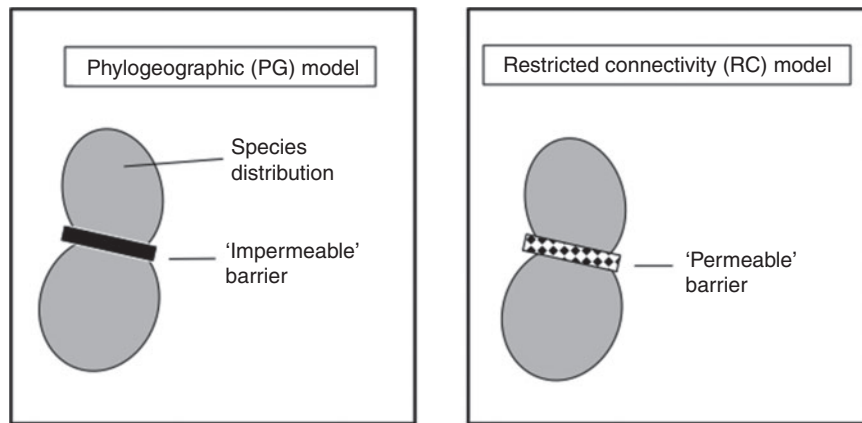 Phylogeographic (PG) model
Species
distribution
‘Impermeable’
barrier
Restricted connectivity (RC) model
‘Permeable’
barrier